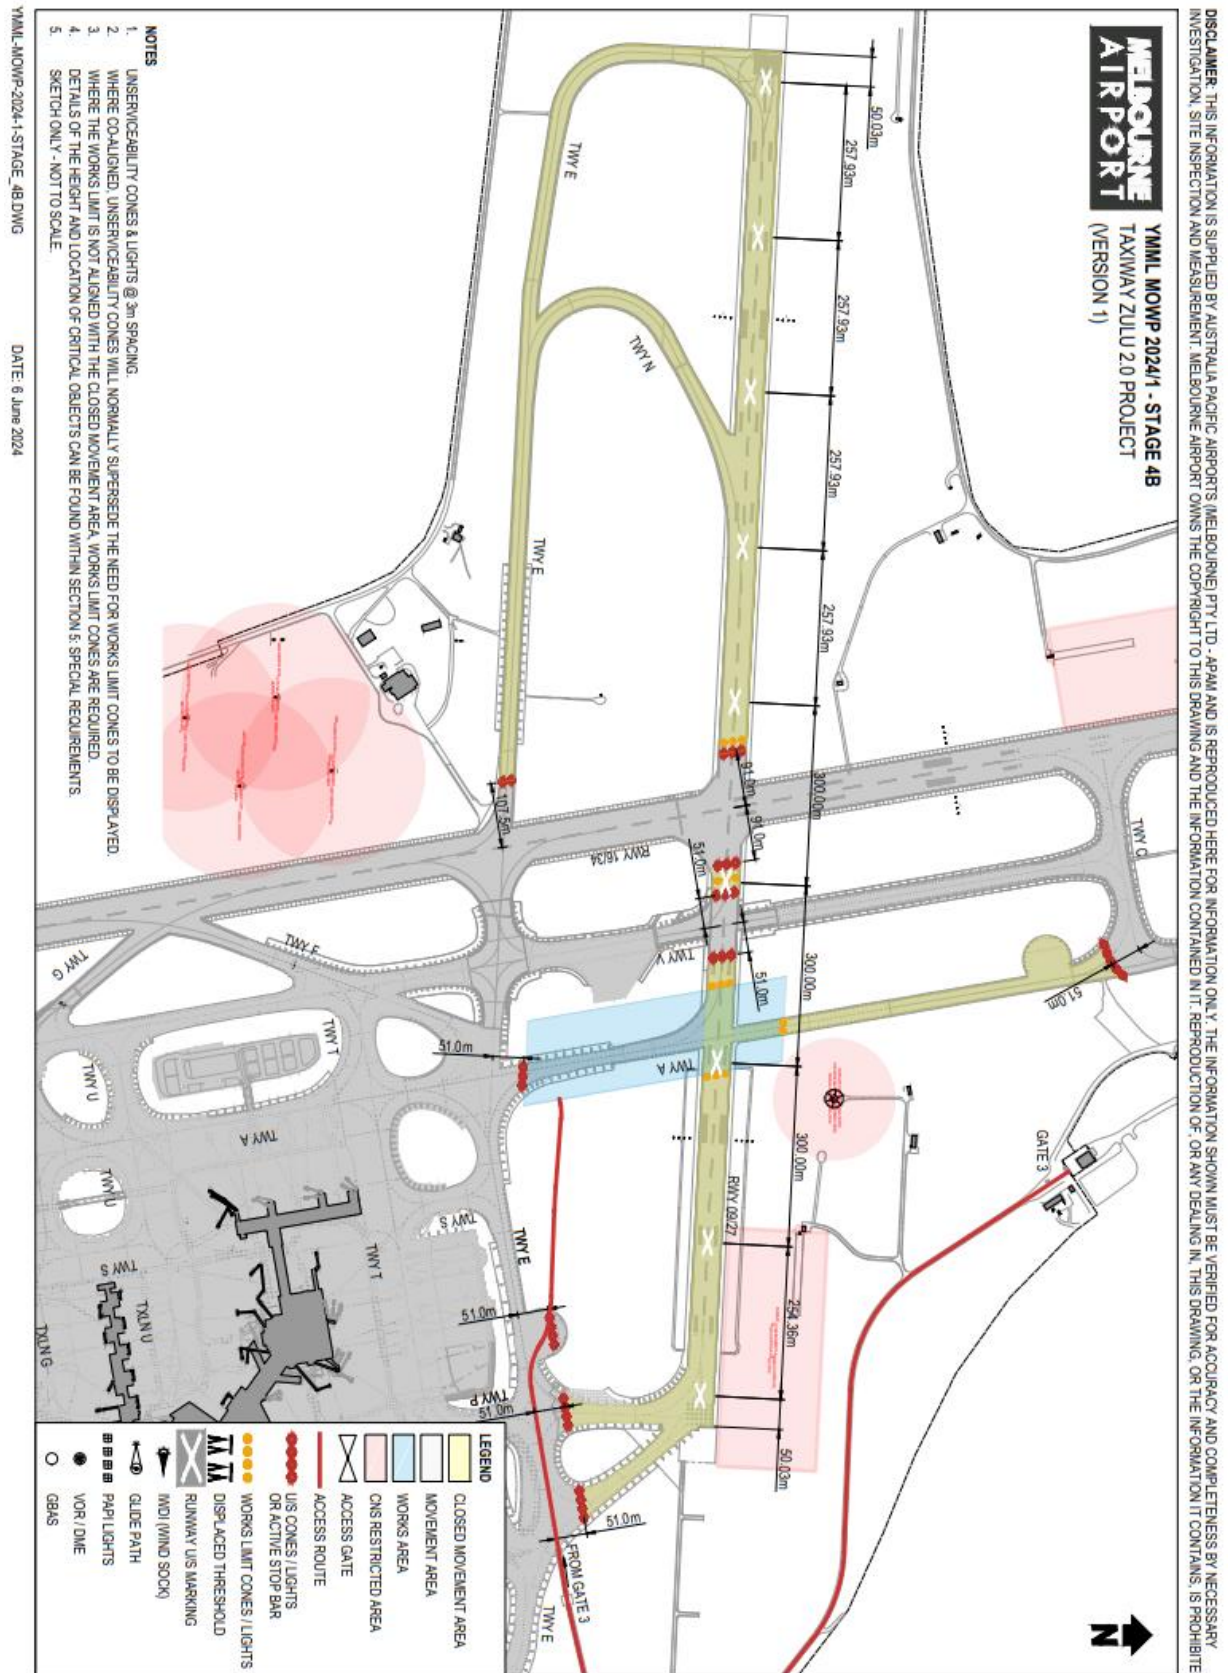 DISCLAIMER: THIS INFORMATION IS SUPPLIED BY AUSTRALIA PACIFIC AIRPORTS (MELBOURNE) PTY LTD - APAM AND IS REPRODUCED HERE FOR INFORMATION ONLY. THE INFORMATION SHOWN MUST BE VERIFIED FOR ACCURACY AND COMPLETENESS BY NECESSARY
INVESTIGATION, SITE INSPECTION AND MEASUREMENT. MELBOURNE AIRPORT OWNS THE COPYRIGHT TO THIS DRAWING AND THE INFORMATION CONTAINED IN IT. REPRODUCTION OF, OR ANY DEALING IN, THIS DRAWING, OR THE INFORMATION IT CONTAINS, IS PROHIBITE
MELBOURNE
AIRPORT
YMML MOWP 2024/1 - STAGE 4B
TAXIWAY ZULU 2.0 PROJECT
(VERSION 1)
50.03m
257.93m
257.93m
257.93m
257.93m
300.00m
300.00m
300.00m
254.36m
50.03m
TWY E
TWY N
TWY E
107.5m
91.0m
91.0m
51.0m
51.0m
51.0m
RWY 16/34
TWY C
TWY V
TWY F
TWY G
TWY T
TWY U
TWY A
TWY A
51.0m
RWY 09/27
GATE 3
TWY U
TWY S
TWY S
TWY T
TWY E
TXLN U
TXLN G
51.0m
TWY P
51.0m
51.0m
FROM GATE 3
TWY E
N
LEGEND
CLOSED MOVEMENT AREA
MOVEMENT AREA
WORKS AREA
CNS RESTRICTED AREA
ACCESS GATE
ACCESS ROUTE
U/S CONES / LIGHTS
OR ACTIVE STOP BAR
WORKS LIMIT CONES / LIGHTS
DISPLACED THRESHOLD
RUNWAY U/S MARKING
IWDI (WIND SOCK)
GLIDE PATH
PAPI LIGHTS
VOR / DME
GBAS
NOTES
1. UNSERVICEABILITY CONES & LIGHTS @ 3m SPACING.
2. WHERE CO-ALIGNED, UNSERVICEABILITY CONES WILL NORMALLY SUPERSEDE THE NEED FOR WORKS LIMIT CONES TO BE DISPLAYED.
3. WHERE THE WORKS LIMIT IS NOT ALIGNED WITH THE CLOSED MOVEMENT AREA, WORKS LIMIT CONES ARE REQUIRED.
4. DETAILS OF THE HEIGHT AND LOCATION OF CRITICAL OBJECTS CAN BE FOUND WITHIN SECTION 5: SPECIAL REQUIREMENTS.
5. SKETCH ONLY - NOT TO SCALE.
YMML-MOWP-2024-1-STAGE_4B.DWG
DATE: 6 June 2024